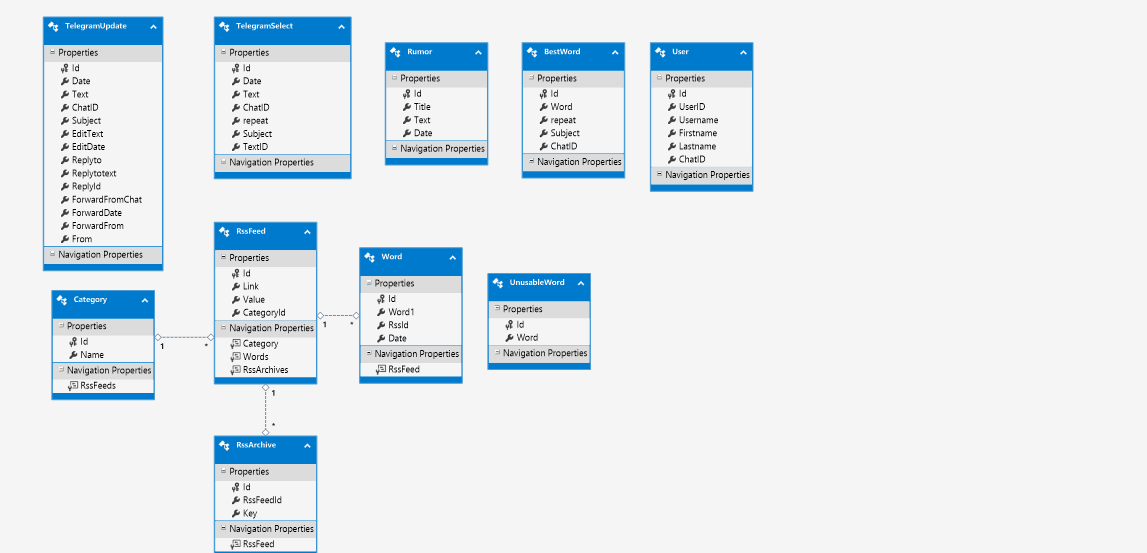 TelegramUpdate
Properties
Id
Date
Text
ChatID
Subject
EditText
EditDate
Replyto
Replytotext
ReplyId
ForwardFromChat
ForwardDate
ForwardFrom
From
Navigation Properties
TelegramSelect
Properties
Id
Date
Text
ChatID
repeat
Subject
TextID
Navigation Properties
Rumor
Properties
Id
Title
Text
Date
Navigation Properties
BestWord
Properties
Id
Word
repeat
Subject
ChatID
Navigation Properties
User
Properties
Id
UserID
Username
Firstname
Lastname
ChatID
Navigation Properties
Category
Properties
Id
Name
Navigation Properties
RssFeeds
1
*
RssFeed
Properties
Id
Link
Value
CategoryId
Navigation Properties
Category
Words
RssArchives
1
*
Word
Properties
Id
Word1
RssId
Date
Navigation Properties
RssFeed
UnusableWord
Properties
Id
Word
Navigation Properties
1
*
RssArchive
Properties
Id
RssFeedId
Key
Navigation Properties
RssFeed